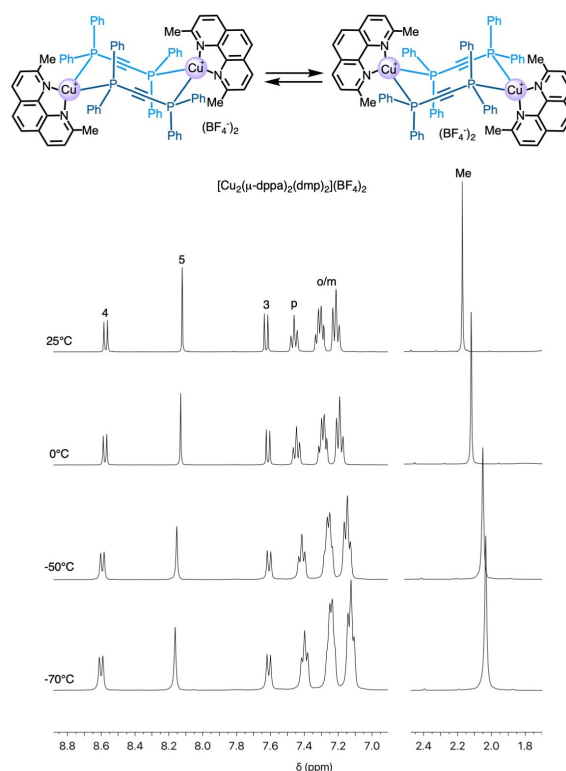 Ph Ph Me Ph
Me Ph Ph P Ph
P N N
N Cu+ P P Cu+ N
N Ph Ph P Ph Me
Me Ph Ph
(BF4-)2
Me Ph Ph Ph
N Ph P Ph Me
N Cu+ P P Cu+ N
Me Ph P Ph N
Ph Ph Me
(BF4-)2
[Cu2(μ-dppa)2(dmp)2](BF4)2
Me
5
o/m
4 3 p
25°C
0°C
-50°C
-70°C
8.8 8.6 8.4 8.2 8.0 7.8 7.6 7.4 7.2 7.0 2.4 2.2 2.0 1.8
δ (ppm)